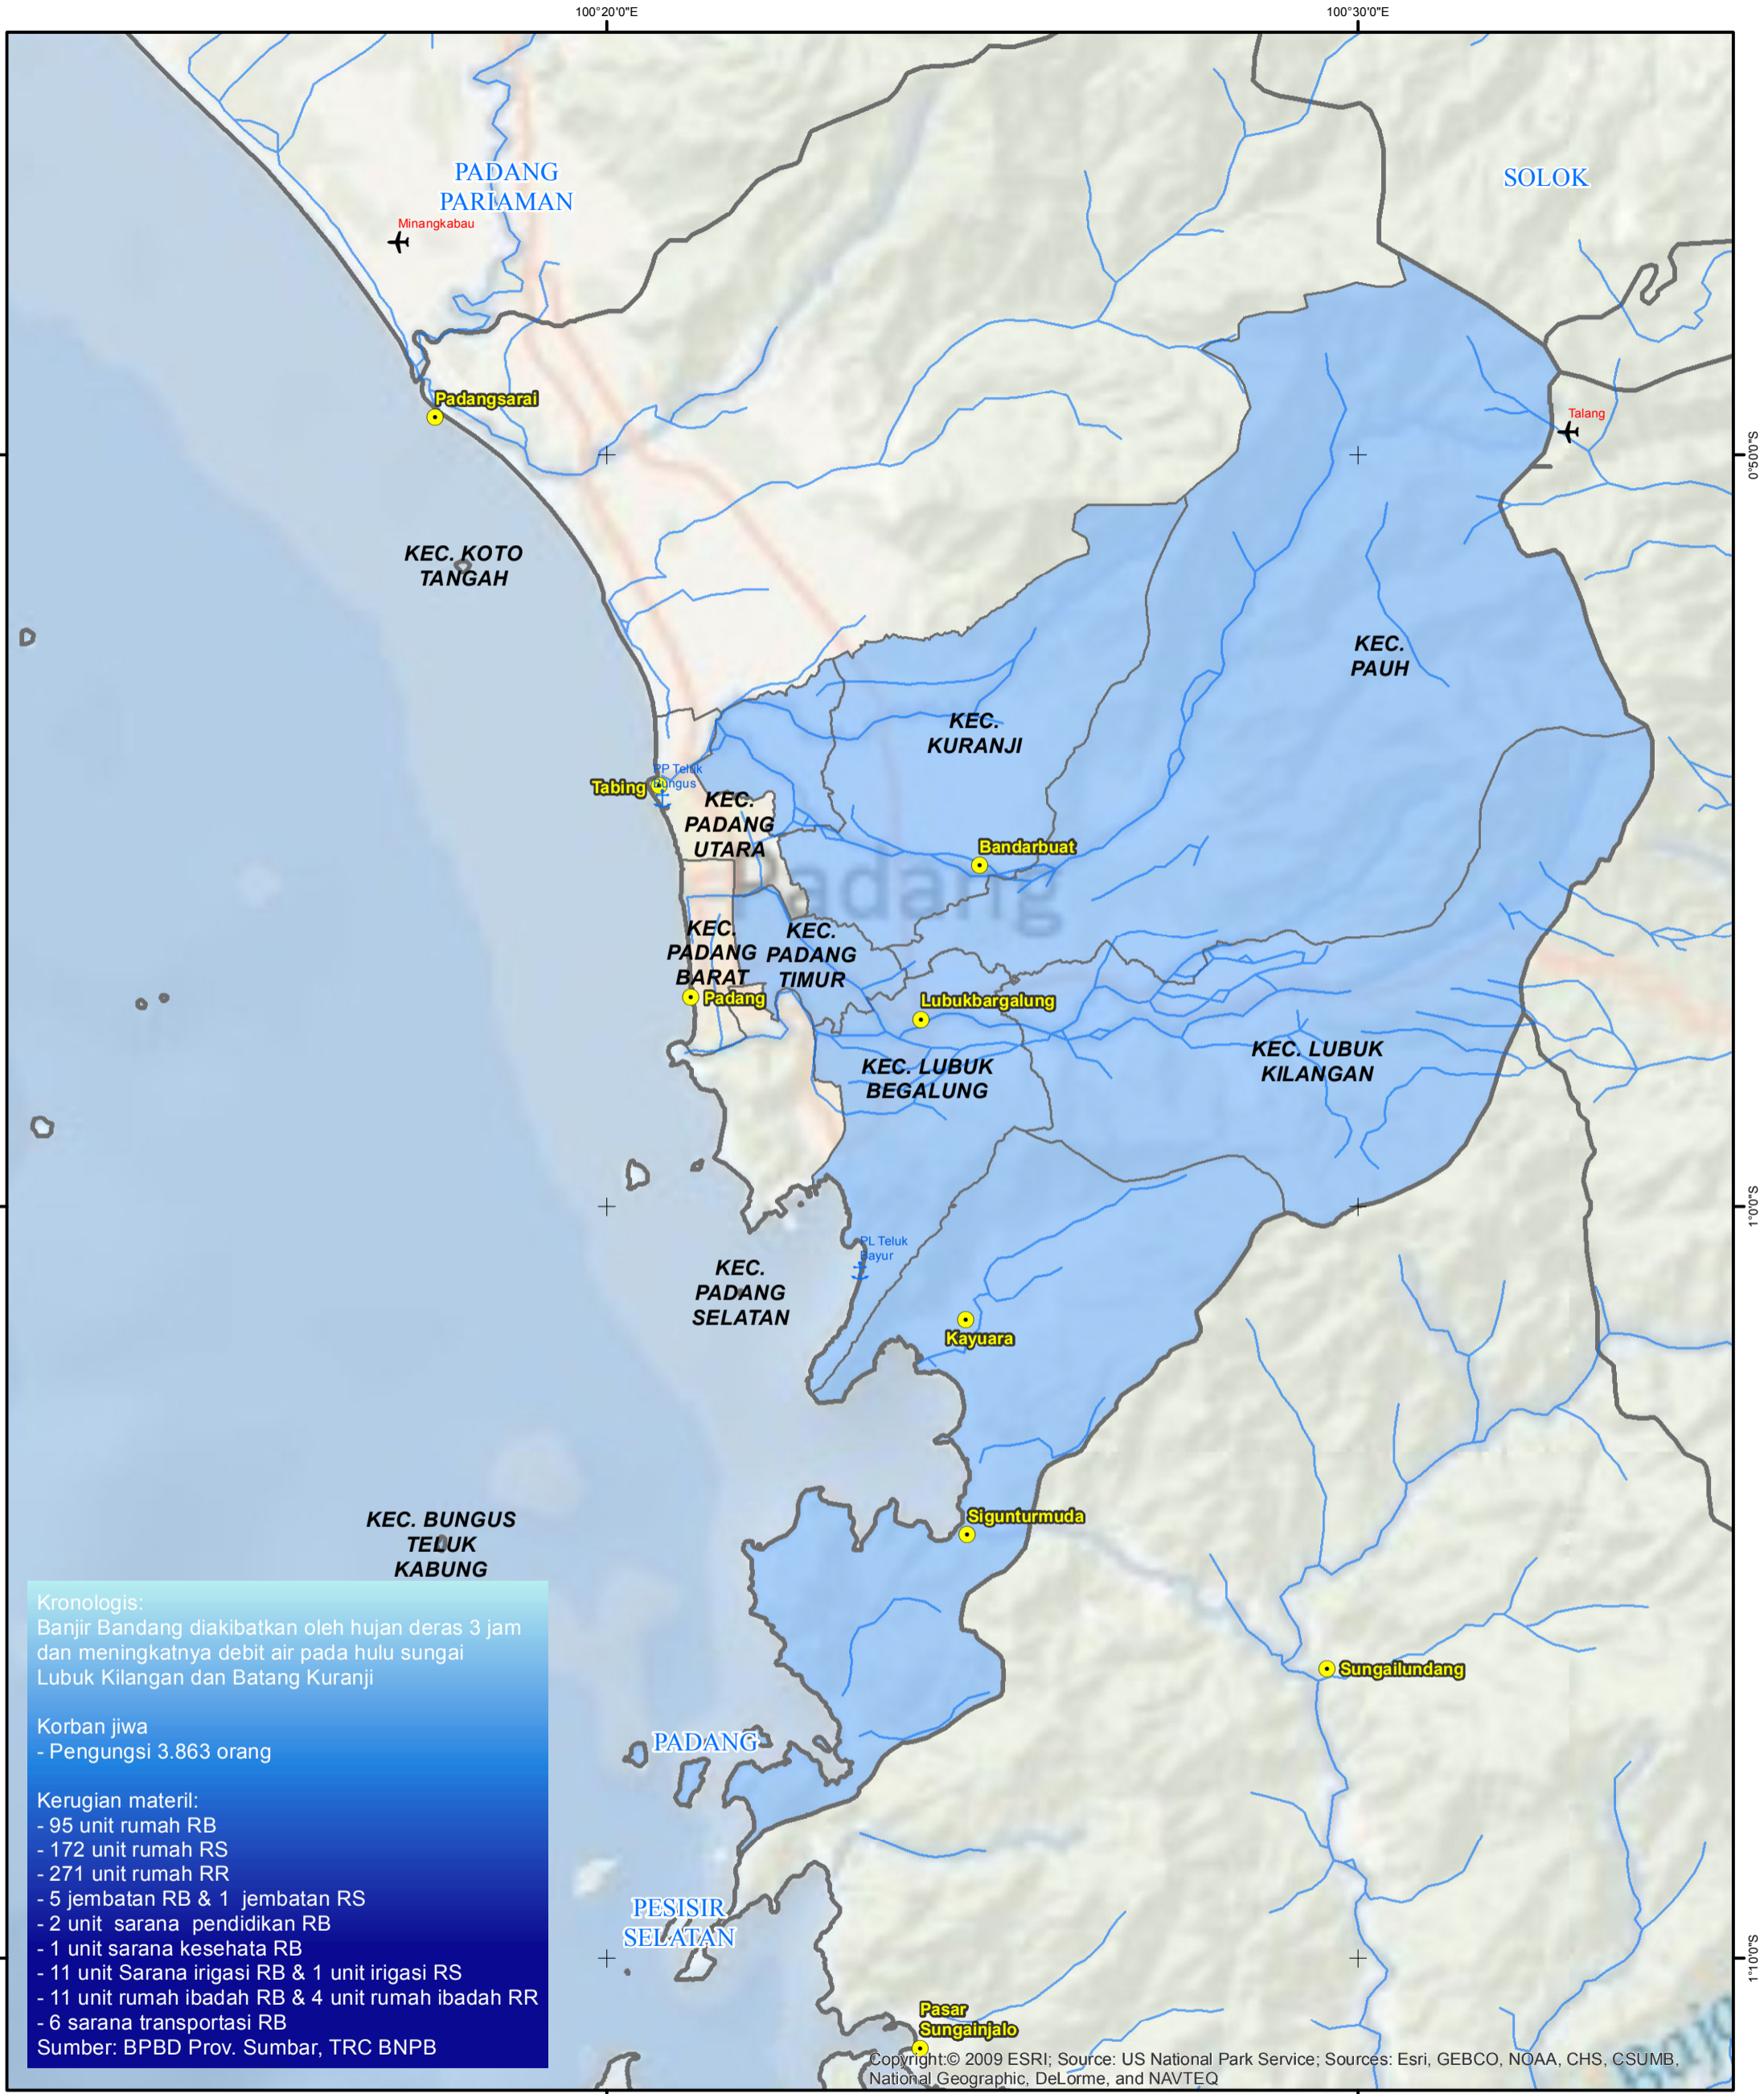 100°20'0"E
100°30'0"E
PADANG
PARIAMAN
SOLOK
Minangkabau
Padangsarai
Talang
0°50'0"S
KEC. KOTO
TANGAH
KEC.
PAUH
KEC.
KURANJI
PP Teluk
Bungus
Tabing
KEC.
PADANG
UTARA
Bandarbuat
Padang
KEC.
PADANG
BARAT
KEC.
PADANG
TIMUR
Padang
Lubukbargalung
KEC. LUBUK
KILANGAN
KEC. LUBUK
BEGALUNG
1°0'0"S
PL Teluk
Bayur
KEC.
PADANG
SELATAN
Kayuara
KEC. BUNGUS
TELUK
KABUNG
Sigunturmuda
Kronologis:
Banjir Bandang diakibatkan oleh hujan deras 3 jam
dan meningkatnya debit air pada hulu sungai
Lubuk Kilangan dan Batang Kuranji
Korban jiwa
- Pengungsi 3.863 orang
Kerugian materil:
- 95 unit rumah RB
- 172 unit rumah RS
- 271 unit rumah RR
- 5 jembatan RB & 1 jembatan RS
- 2 unit sarana pendidikan RB
- 1 unit sarana kesehata RB
- 11 unit Sarana irigasi RB & 1 unit irigasi RS
- 11 unit rumah ibadah RB & 4 unit rumah ibadah RR
- 6 sarana transportasi RB
Sumber: BPBD Prov. Sumbar, TRC BNPB
Sungailundang
PADANG
PESISIR
SELATAN
1°10'0"S
Pasar
Sungainjalo
Copyright:© 2009 ESRI; Source: US National Park Service; Sources: Esri, GEBCO, NOAA, CHS, CSUMB,
National Geographic, DeLorme, and NAVTEQ